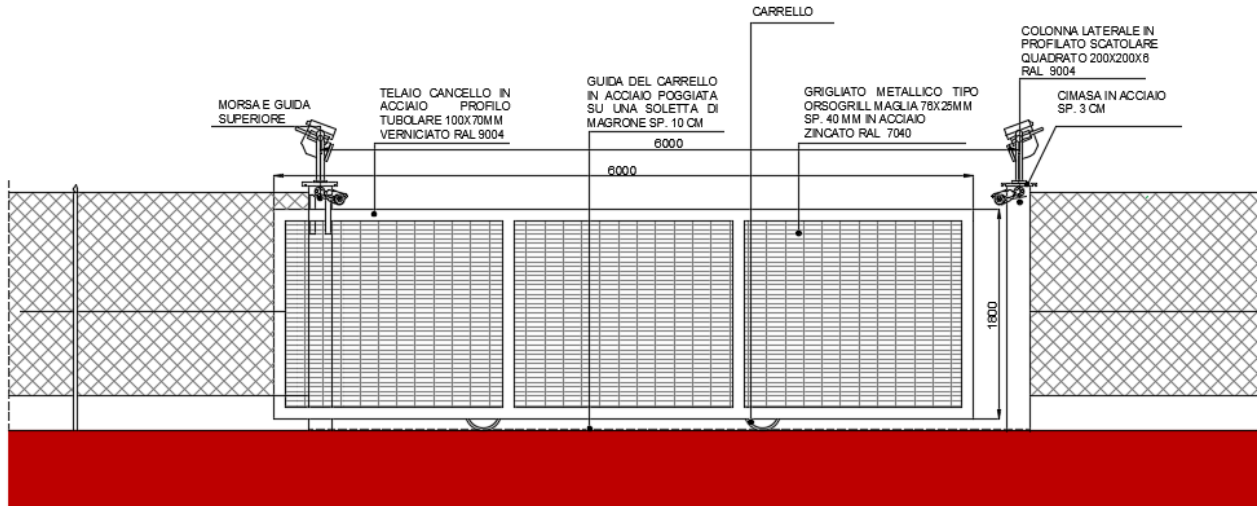 CARRELLO
COLONNA LATERALE IN
PROFILATO SCATOLARE
QUADRATO 200X200X6
RAL 9004
MORSA E GUIDA
SUPERIORE
TELAIO CANCELLO IN
ACCIAIO PROFILO
TUBOLARE 100X70MM
VERNICIATO RAL 9004
GUIDA DEL CARRELLO
IN ACCIAIO POGGIATA
SU UNA SOLETTA DI
MAGRONE SP. 10 CM
GRIGLIATO METALLICO TIPO
ORSOGRILL MAGLIA 76X25MM
SP. 40 MM IN ACCIAIO
ZINCATO RAL 7040
CIMASA IN ACCIAIO
SP. 3 CM
6000
6000
1800